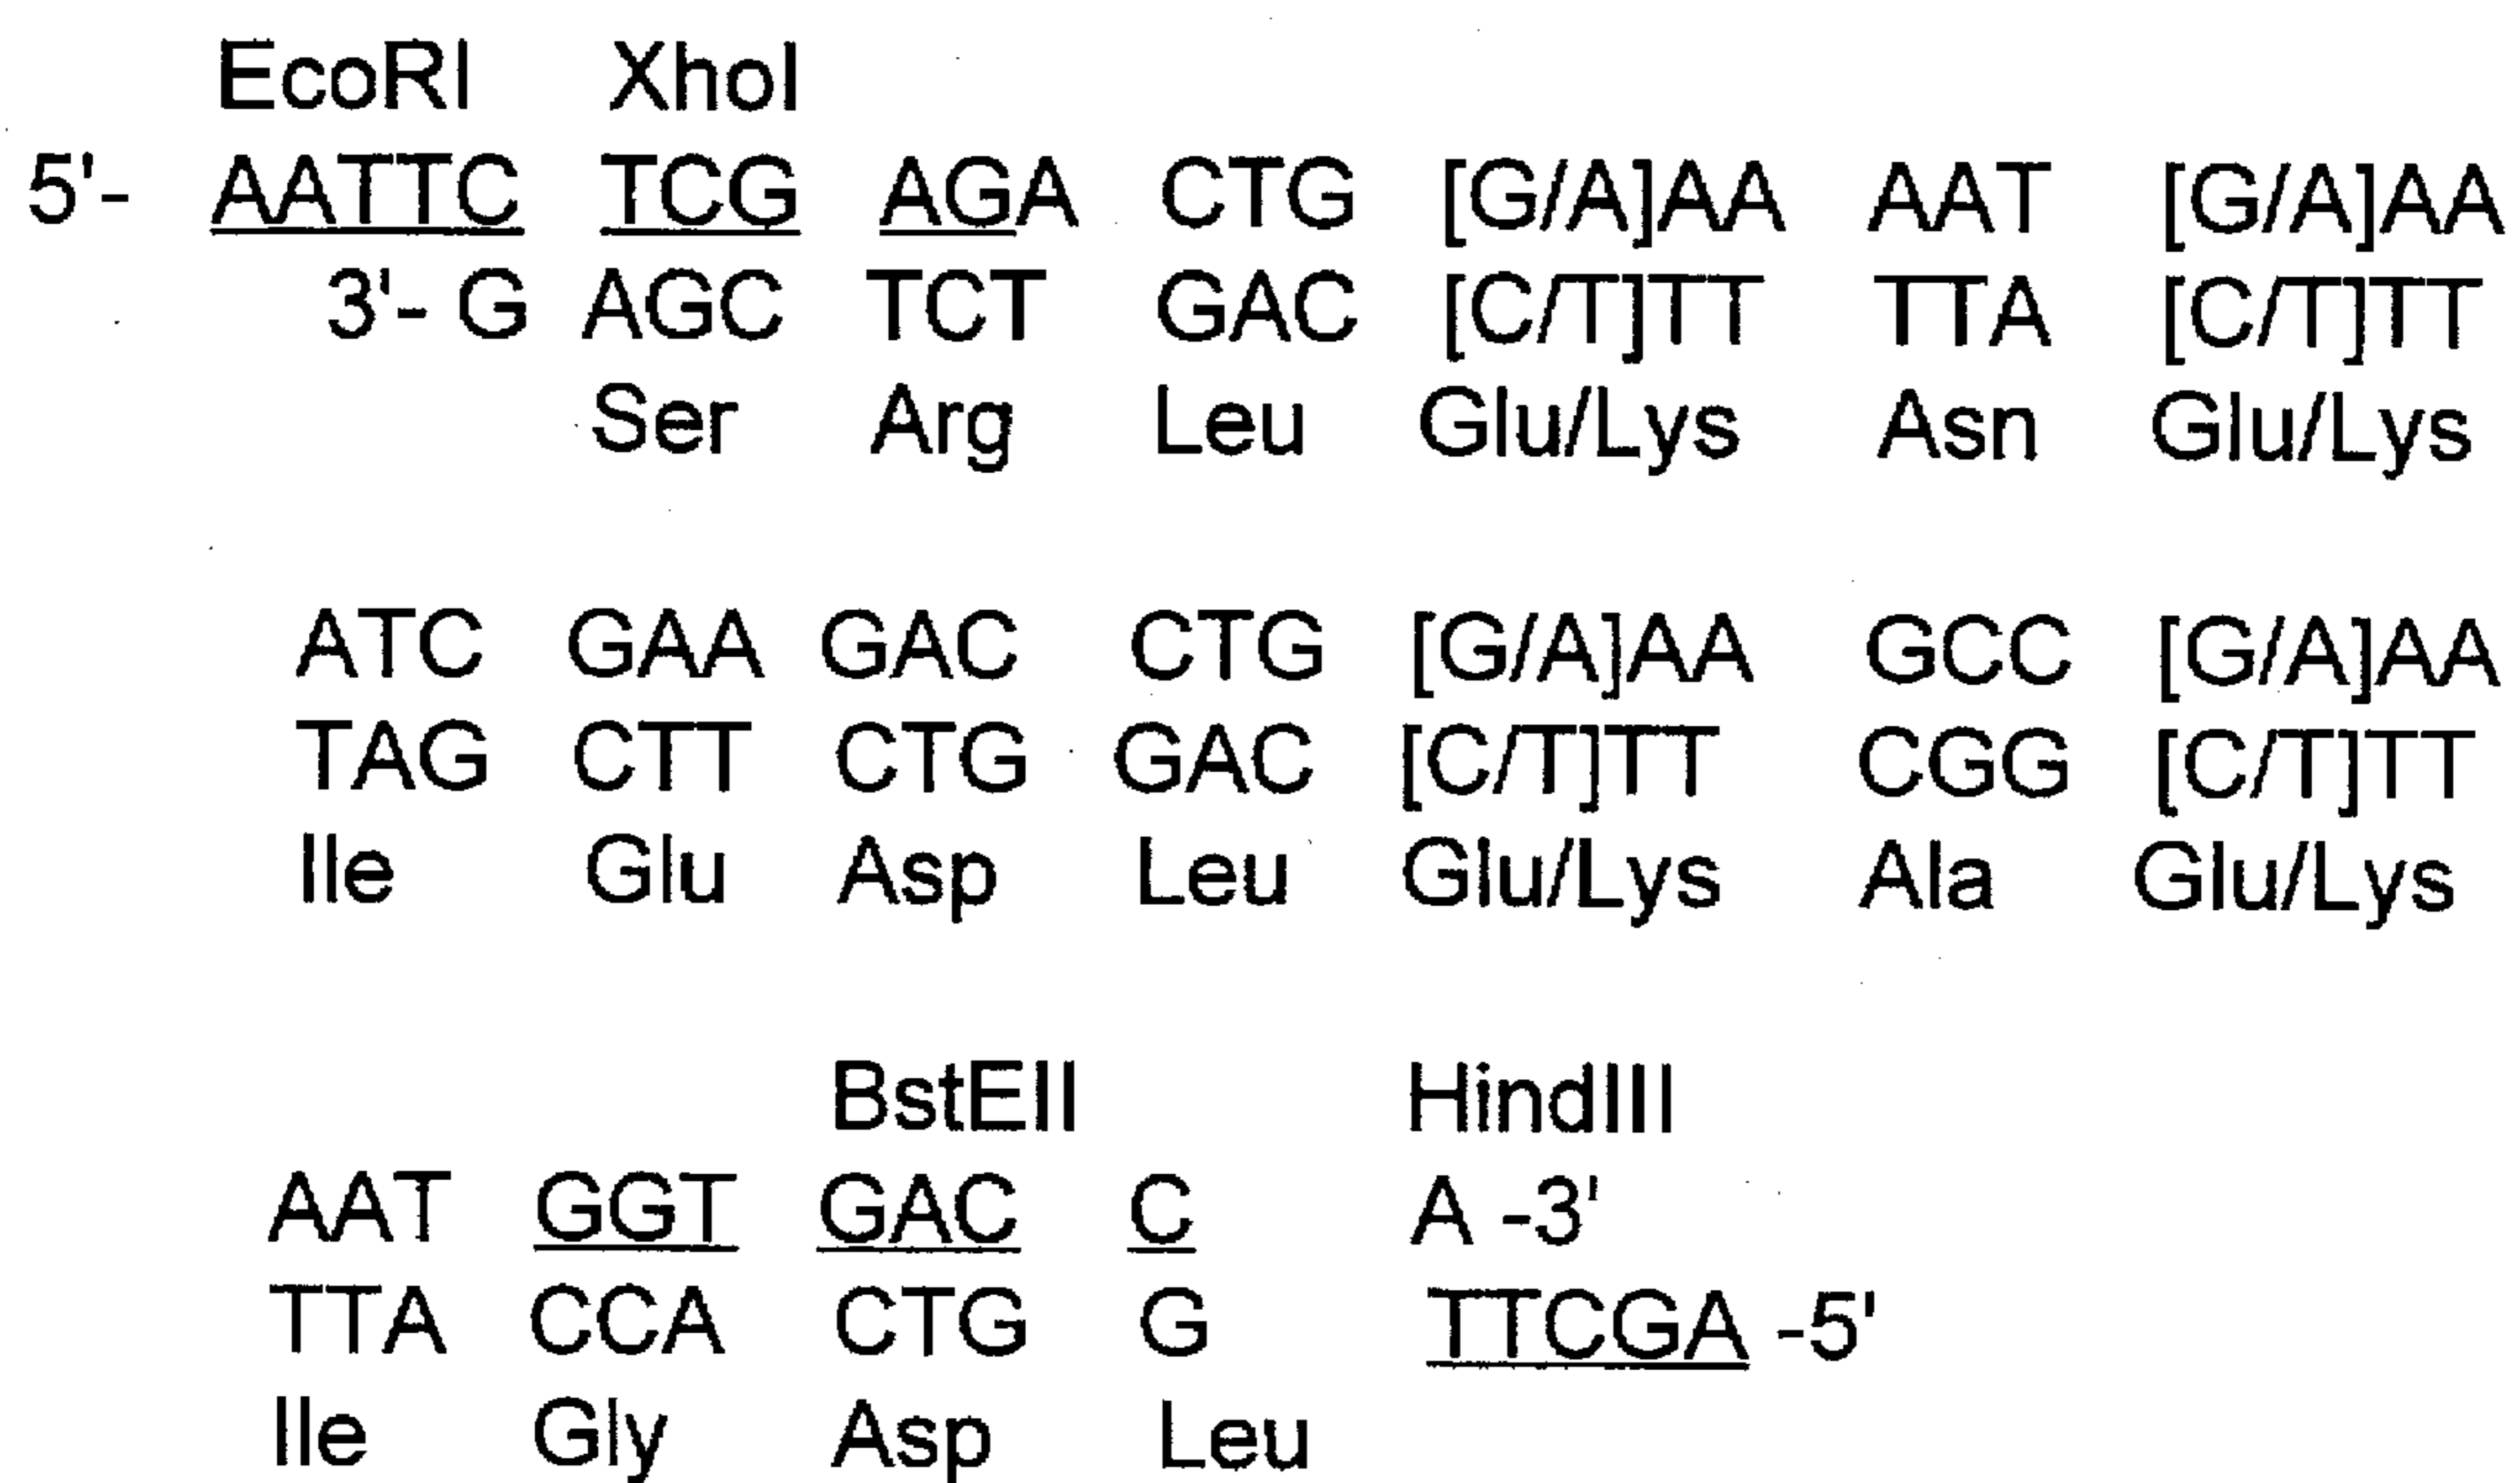 EcoRI XhoI
5'- AATTC TCG AGA CTG [G/A]AA AAT [G/A]AA
3'- G AGC TCT GAC [C/T]TT TTA [C/T]TT
Ser Arg Leu Glu/Lys Asn Glu/Lys
ATC GAA GAC CTG [G/A]AA GCC [G/A]AA
TAG CTT CTG GAC [C/T]TT CGG [C/T]TT
Ile Glu Asp Leu Glu/Lys Ala Glu/Lys
BstEII HindIII
AAT GGT GAC C A -3'
TTA CCA CTG G TTCGA -5'
Ile Gly Asp Leu